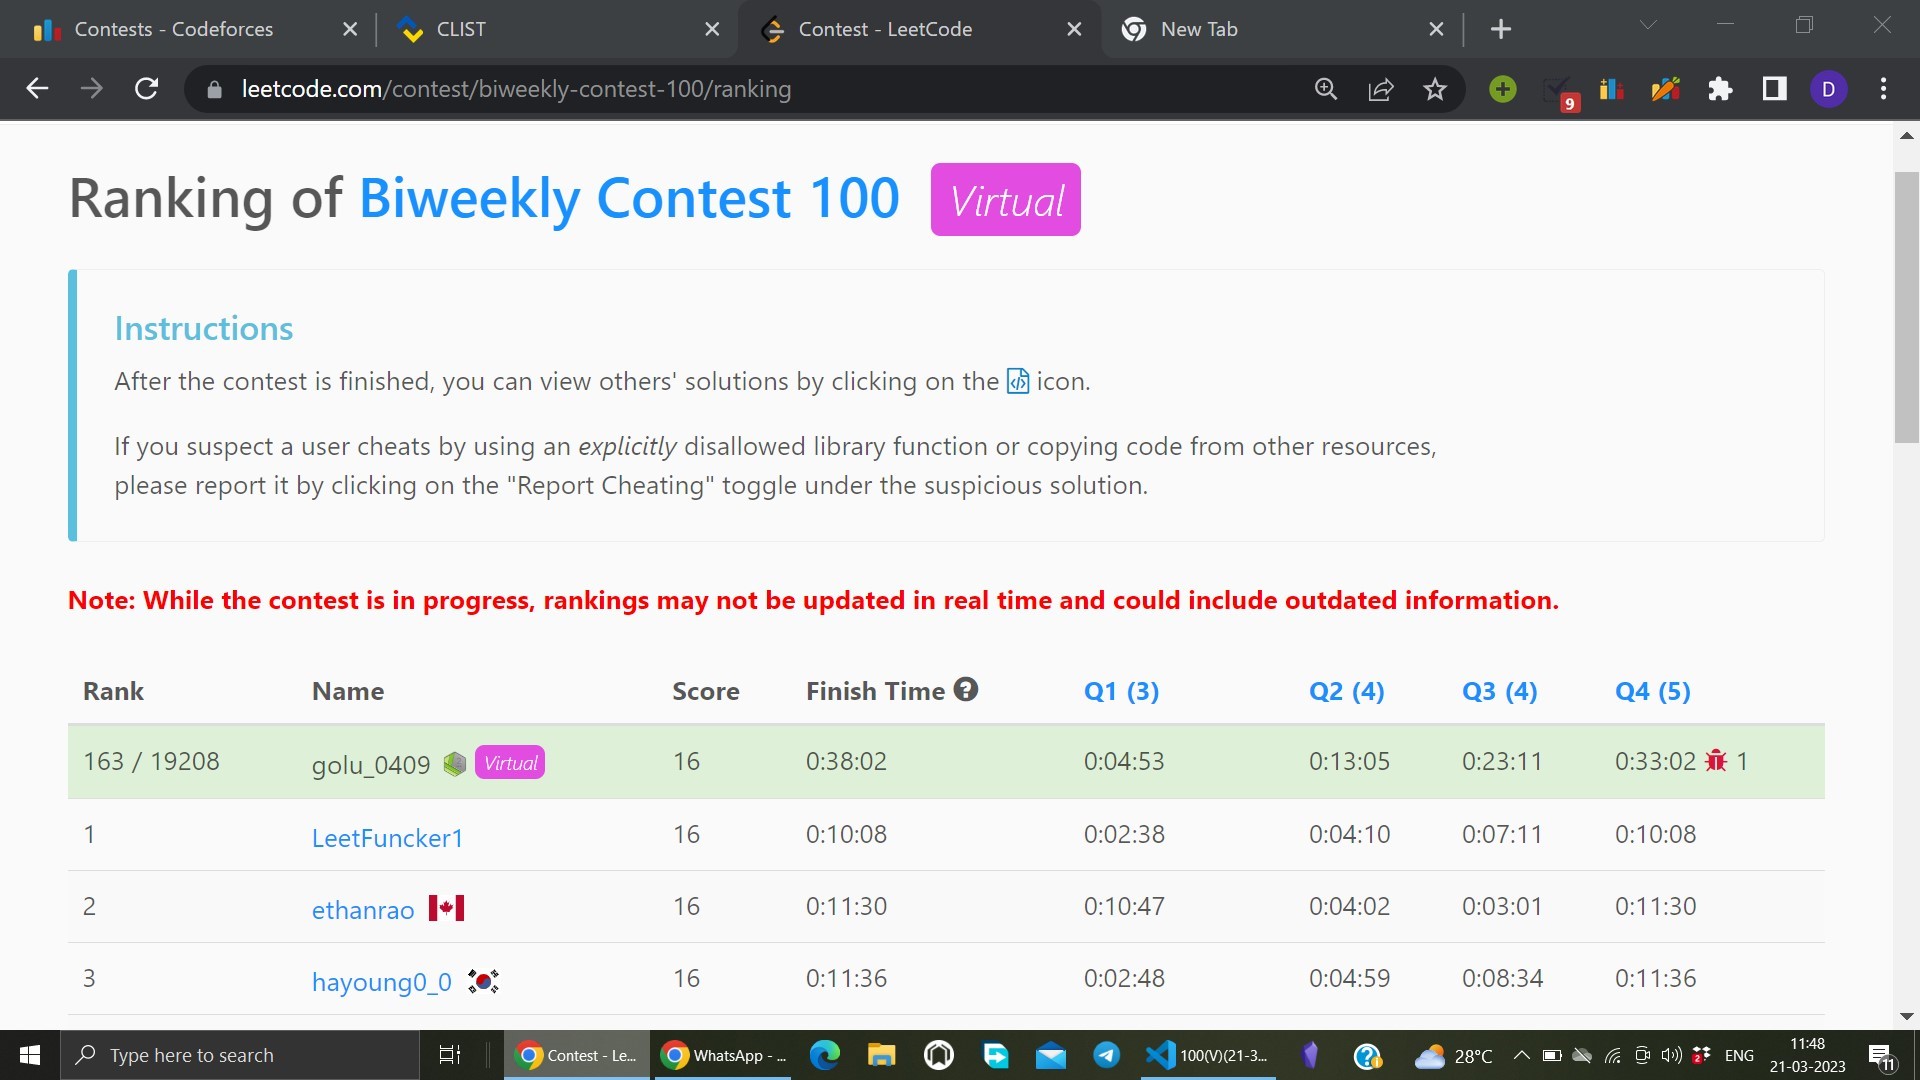 Contests - Codeforces
CLIST
Contest - LeetCode
New Tab
leetcode.com/contest/biweekly-contest-100/ranking
9
D
Ranking of Biweekly Contest 100 Virtual
Instructions
After the contest is finished, you can view others' solutions by clicking on the </> icon.
If you suspect a user cheats by using an explicitly disallowed library function or copying code from other resources,
please report it by clicking on the "Report Cheating" toggle under the suspicious solution.
Note: While the contest is in progress, rankings may not be updated in real time and could include outdated information.
Rank Name Score Finish Time ? Q1 (3) Q2 (4) Q3 (4) Q4 (5)
163 / 19208 golu_0409 Virtual 16 0:38:02 0:04:53 0:13:05 0:23:11 0:33:02 1
1 LeetFuncker1 16 0:10:08 0:02:38 0:04:10 0:07:11 0:10:08
2 ethanrao 16 0:11:30 0:10:47 0:04:02 0:03:01 0:11:30
3 hayoung0_0 16 0:11:36 0:02:48 0:04:59 0:08:34 0:11:36
Type here to search
Contest - Le...
WhatsApp - ...
100(V)(21-3...
28°C
2
ENG
11:48
21-03-2023
11